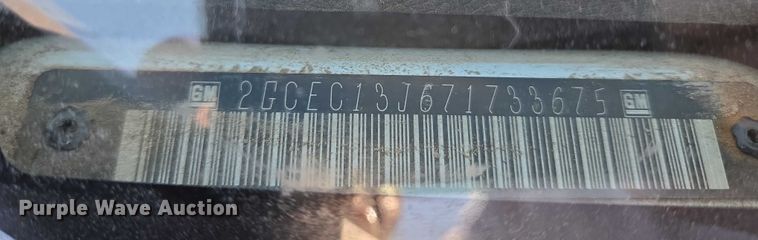 GM 2GCEC13J671733675 GM
Purple Wave Auction